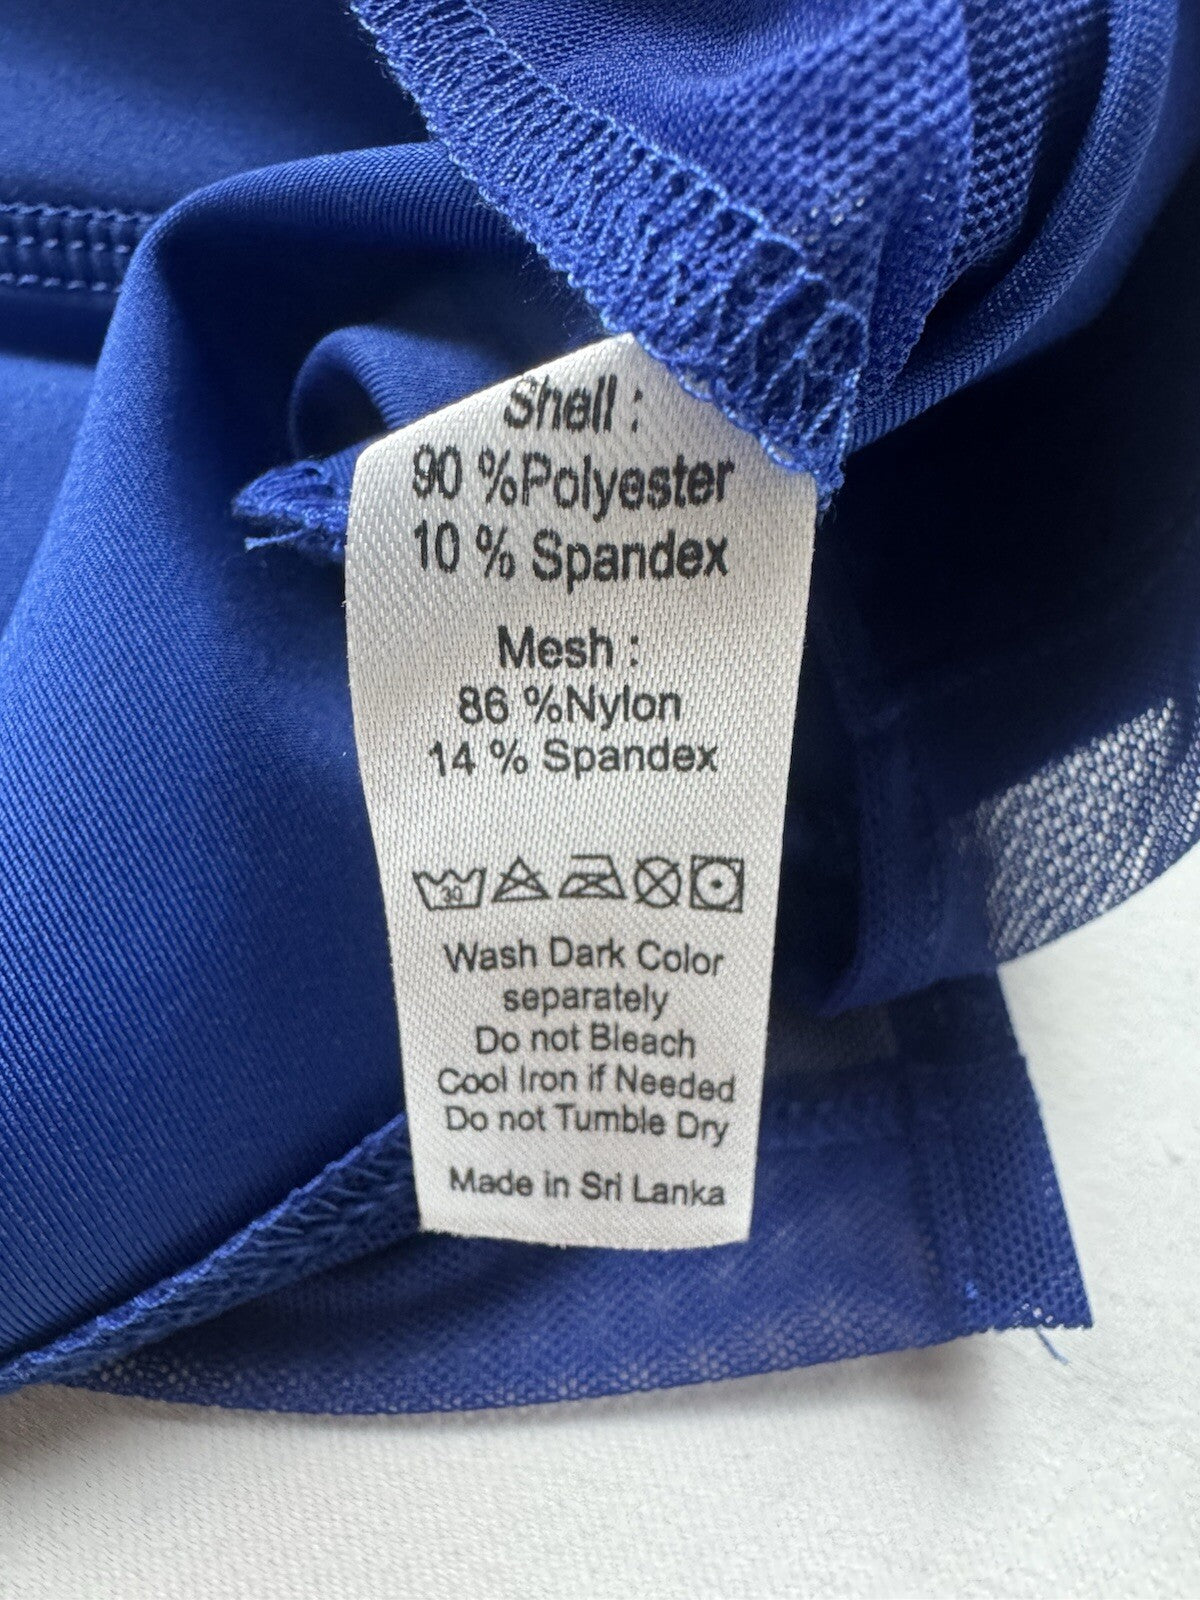 Shell :
90 %Polyester
10 % Spandex
Mesh :
86 %Nylon
14 % Spandex
30
Wash Dark Color
separately
Do not Bleach
Cool Iron if Needed
Do not Tumble Dry
Made in Sri Lanka